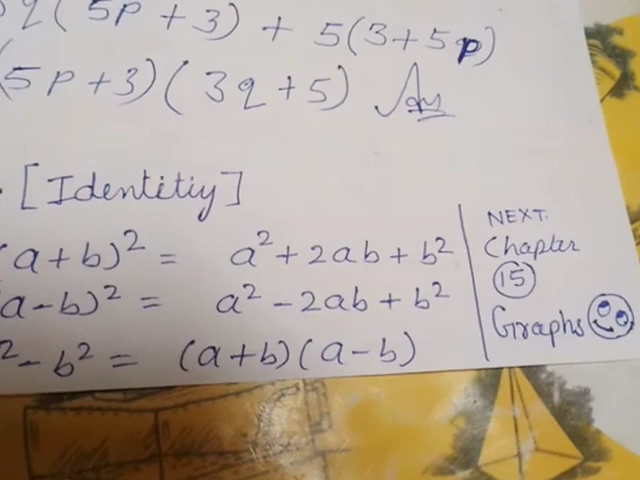 q(5p+3) + 5(3+5p)
(5p+3)(3q+5) Ans
[Identitiy]
(a+b)² = a²+2ab+b²
(a-b)² = a²-2ab+b²
²-b² = (a+b)(a-b)
NEXT.
Chapter
15
Graphs